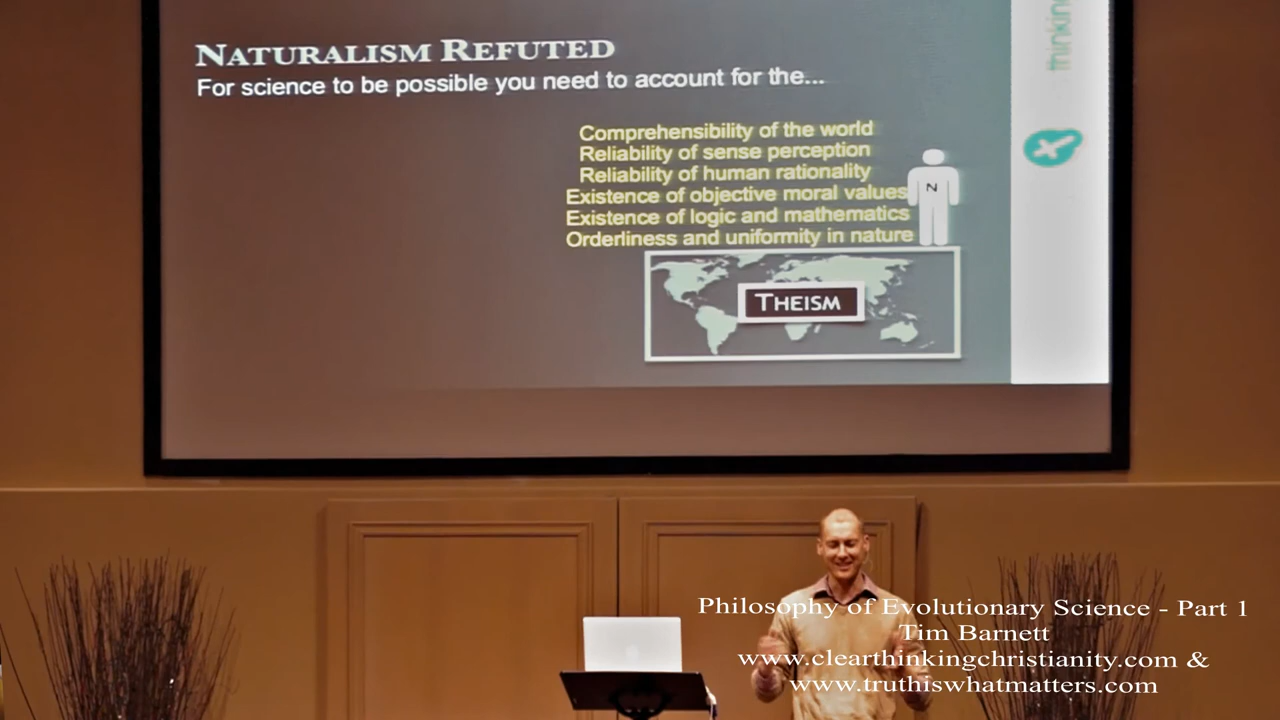 NATURALISM REFUTED
For science to be possible you need to account for the...
Comprehensibility of the world
Reliability of sense perception
Reliability of human rationality
Existence of objective moral values
Existence of logic and mathematics
Orderliness and uniformity in nature
N
THEISM
thinkin
Philosophy of Evolutionary Science - Part 1
Tim Barnett
www.clearthinkingchristianity.com &
www.truthiswhatmatters.com